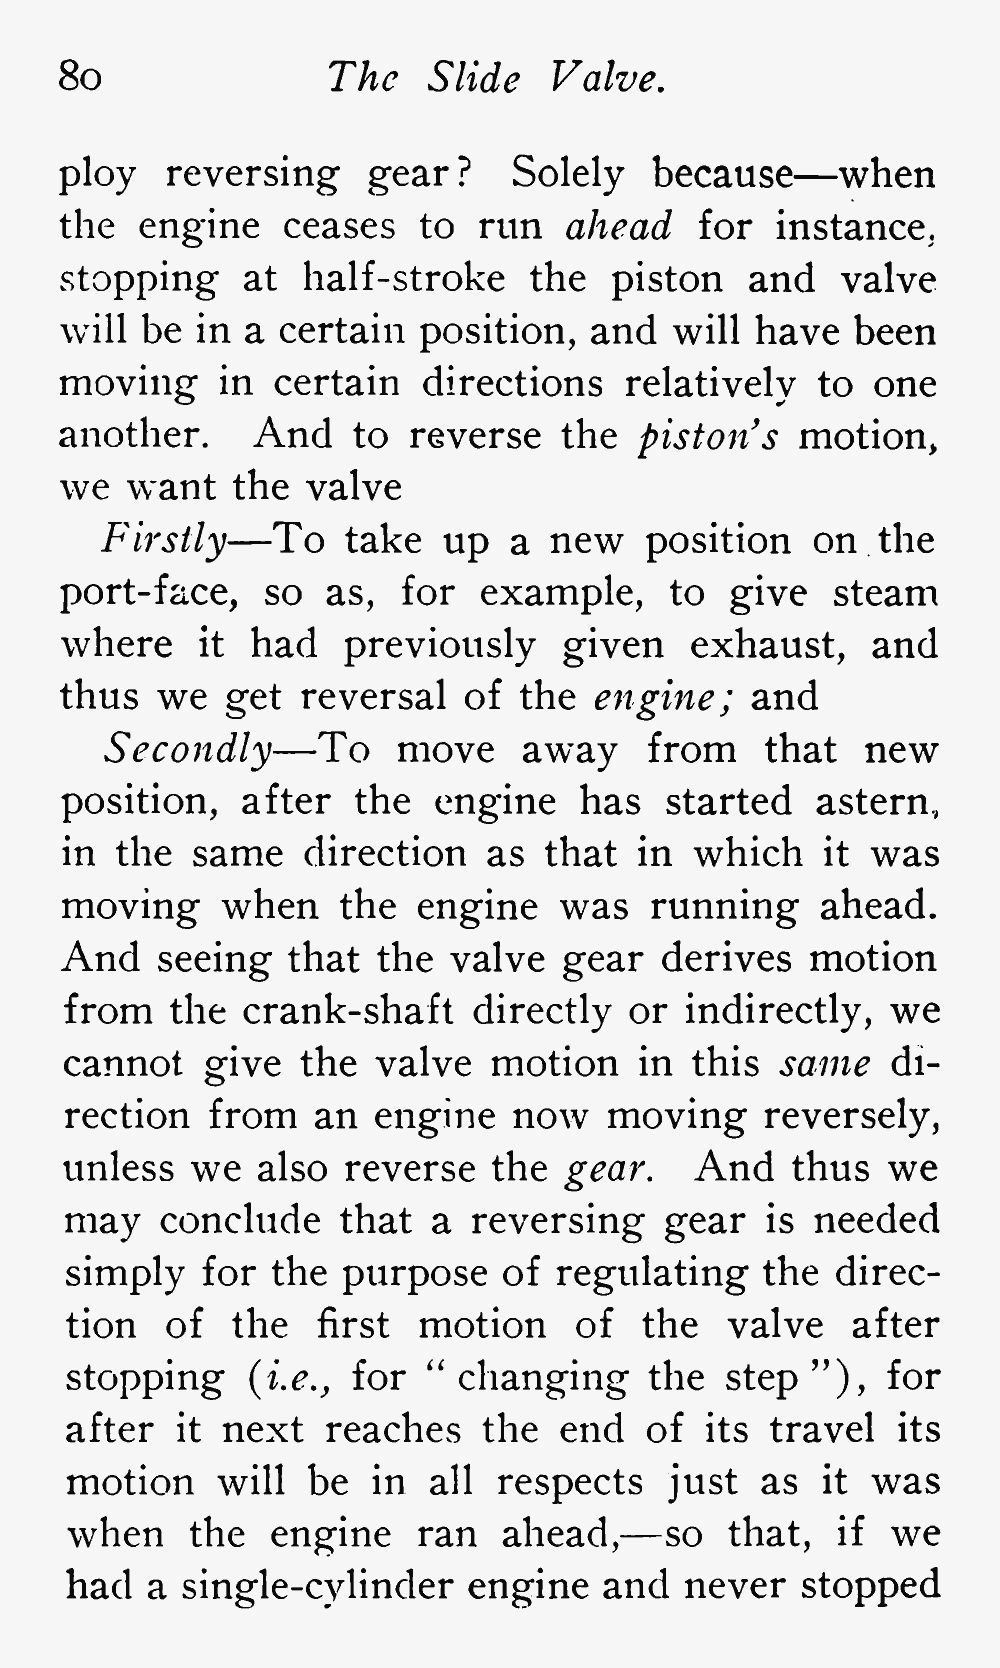 80 The Slide Valve.
ploy reversing gear? Solely because—when
the engine ceases to run ahead for instance,
stopping at half-stroke the piston and valve
will be in a certain position, and will have been
moving in certain directions relatively to one
another. And to reverse the piston's motion,
we want the valve
Firstly—To take up a new position on the
port-face, so as, for example, to give steam
where it had previously given exhaust, and
thus we get reversal of the engine; and
Secondly—To move away from that new
position, after the engine has started astern,
in the same direction as that in which it was
moving when the engine was running ahead.
And seeing that the valve gear derives motion
from the crank-shaft directly or indirectly, we
cannot give the valve motion in this same di-
rection from an engine now moving reversely,
unless we also reverse the gear. And thus we
may conclude that a reversing gear is needed
simply for the purpose of regulating the direc-
tion of the first motion of the valve after
stopping (i.e., for “changing the step”), for
after it next reaches the end of its travel its
motion will be in all respects just as it was
when the engine ran ahead,—so that, if we
had a single-cylinder engine and never stopped